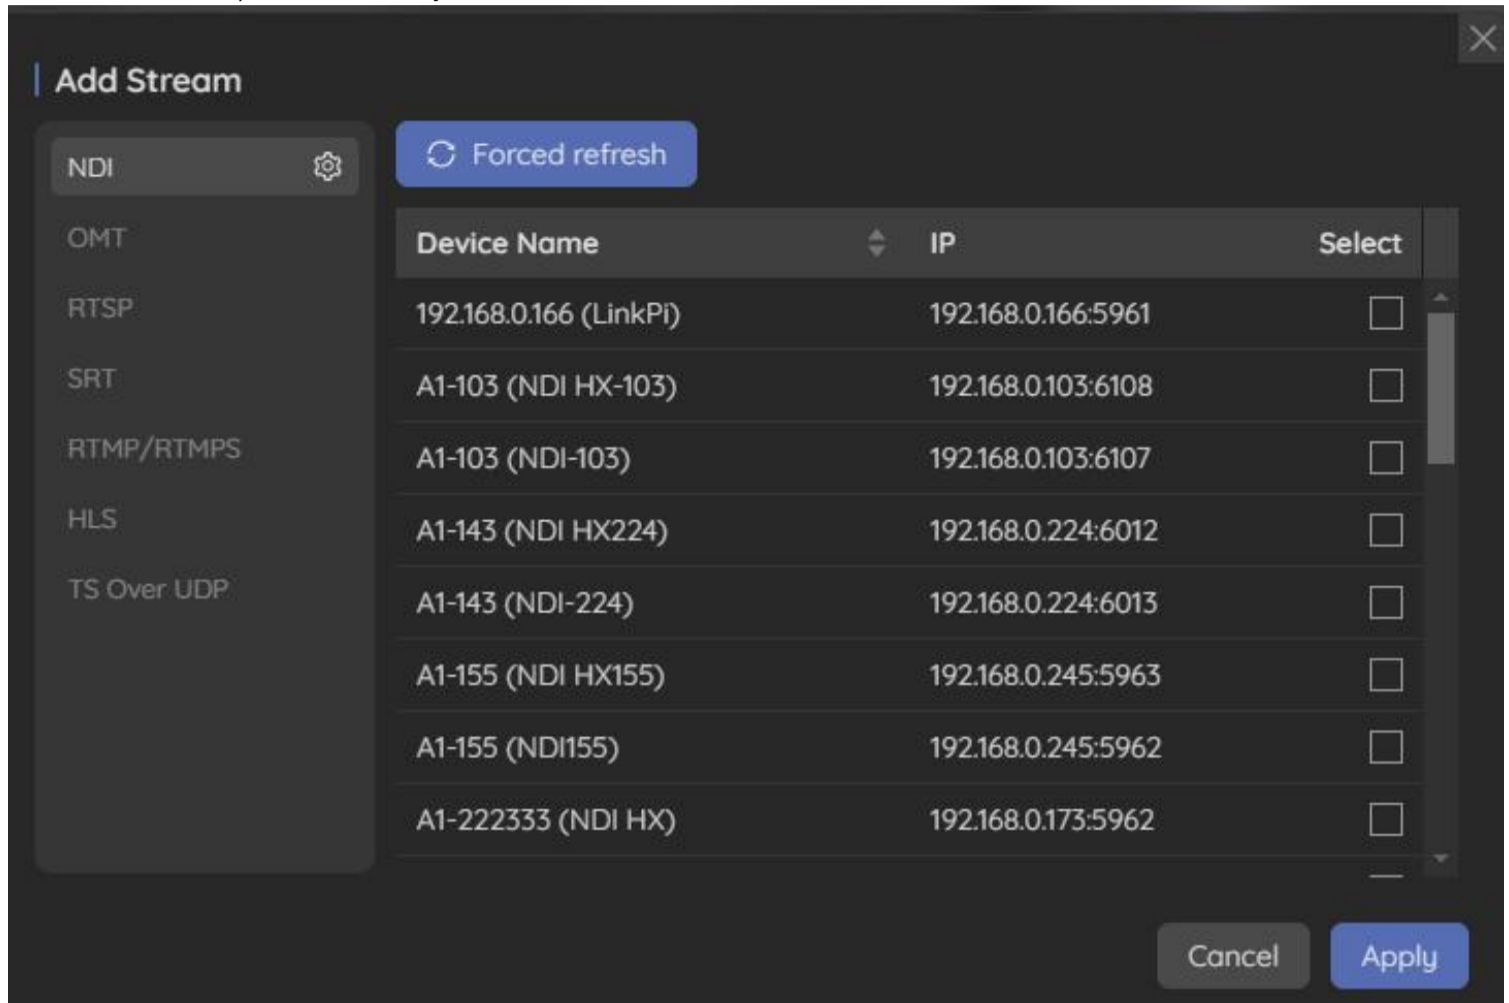 Add Stream
NDI
OMT
RTSP
SRT
RTMP/RTMPS
HLS
TS Over UDP
Forced refresh
Device Name IP Select
192.168.0.166 (LinkPi) 192.168.0.166:5961
A1-103 (NDI HX-103) 192.168.0.103:6108
A1-103 (NDI-103) 192.168.0.103:6107
A1-143 (NDI HX224) 192.168.0.224:6012
A1-143 (NDI-224) 192.168.0.224:6013
A1-155 (NDI HX155) 192.168.0.245:5963
A1-155 (NDI155) 192.168.0.245:5962
A1-222333 (NDI HX) 192.168.0.173:5962
Cancel Apply